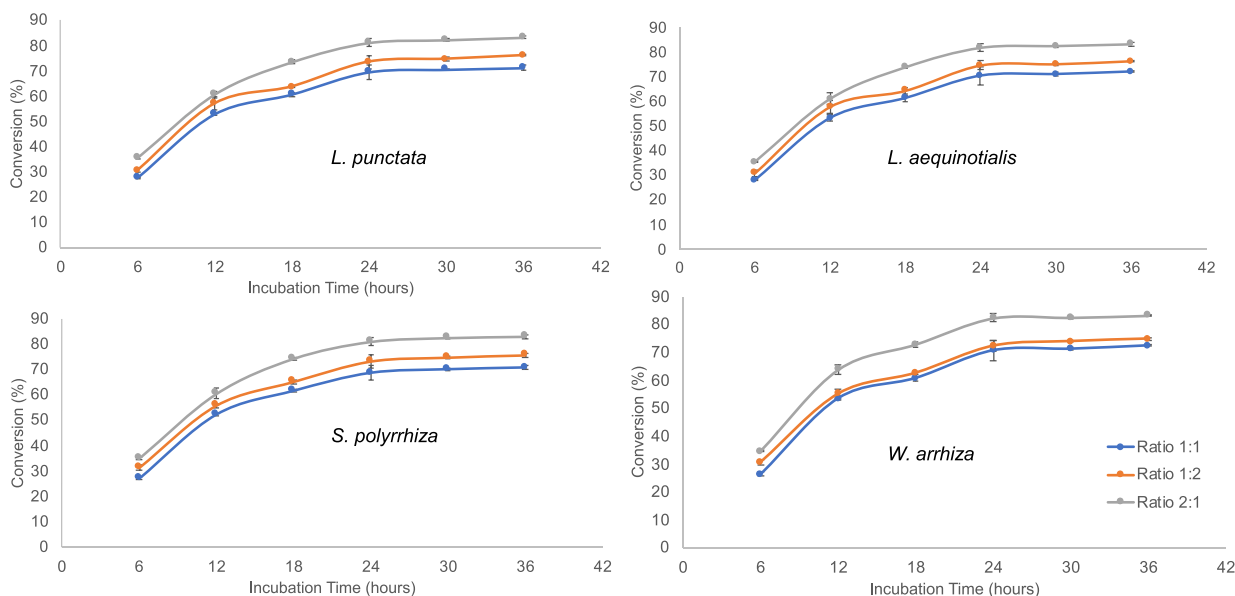 90
80
70
60
50
40
30
20
10
0
Conversion (%)
L. punctata
0 6 12 18 24 30 36 42
Incubation Time (hours)
90
80
70
60
50
40
30
20
10
0
Conversion (%)
L. aequinotialis
0 6 12 18 24 30 36 42
90
80
70
60
50
40
30
20
10
0
Conversion (%)
S. polyrrhiza
0 6 12 18 24 30 36 42
Incubation Time (hours)
90
80
70
60
50
40
30
20
10
0
Conversion (%)
W. arrhiza
Ratio 1:1
Ratio 1:2
Ratio 2:1
0 6 12 18 24 30 36 42
Incubation Time (hours)